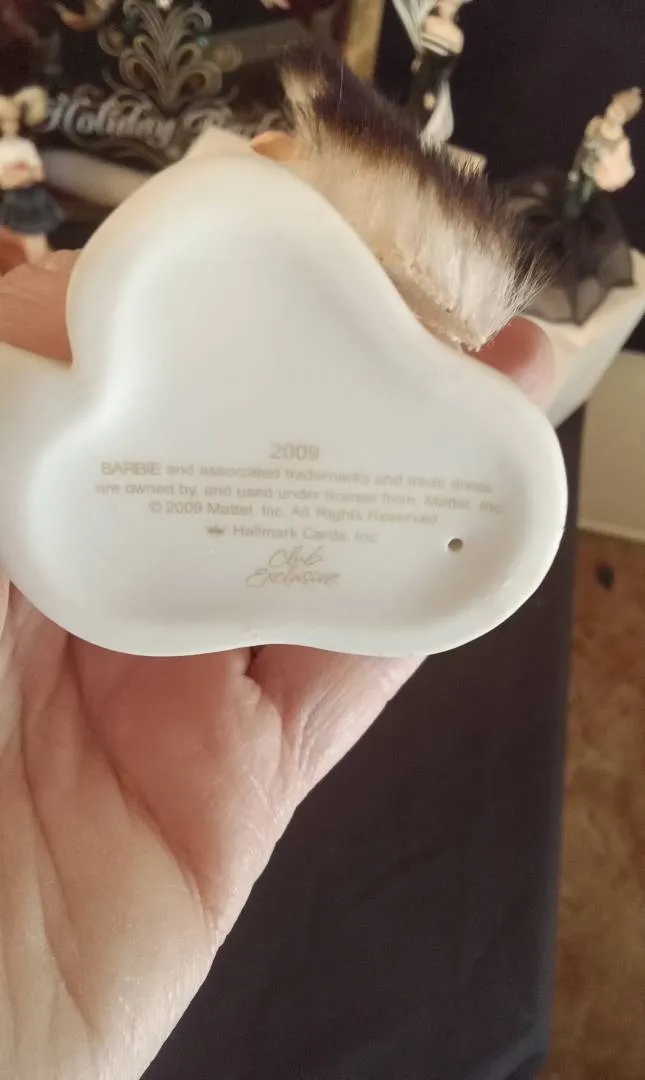 Holiday
2009
BARBIE and associated trademarks and trade dress
are owned by, and used under license from, Mattel, Inc.
© 2009 Mattel, Inc. All Rights Reserved
Hallmark Cards, Inc.
Club
Exclusive